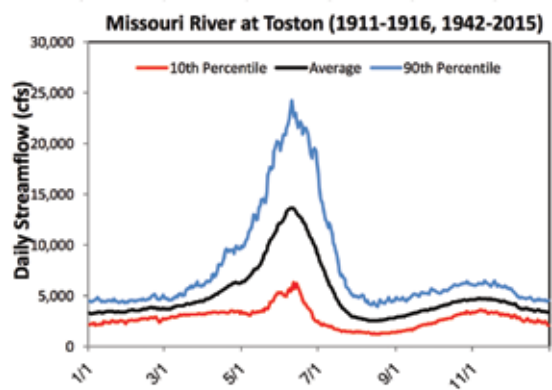 Missouri River at Toston (1911-1916, 1942-2015)
30,000
10th Percentile Average 90th Percentile
25,000
20,000
15,000
10,000
5,000
0
Daily Streamflow (cfs)
1/1 3/1 5/1 7/1 9/1 11/1